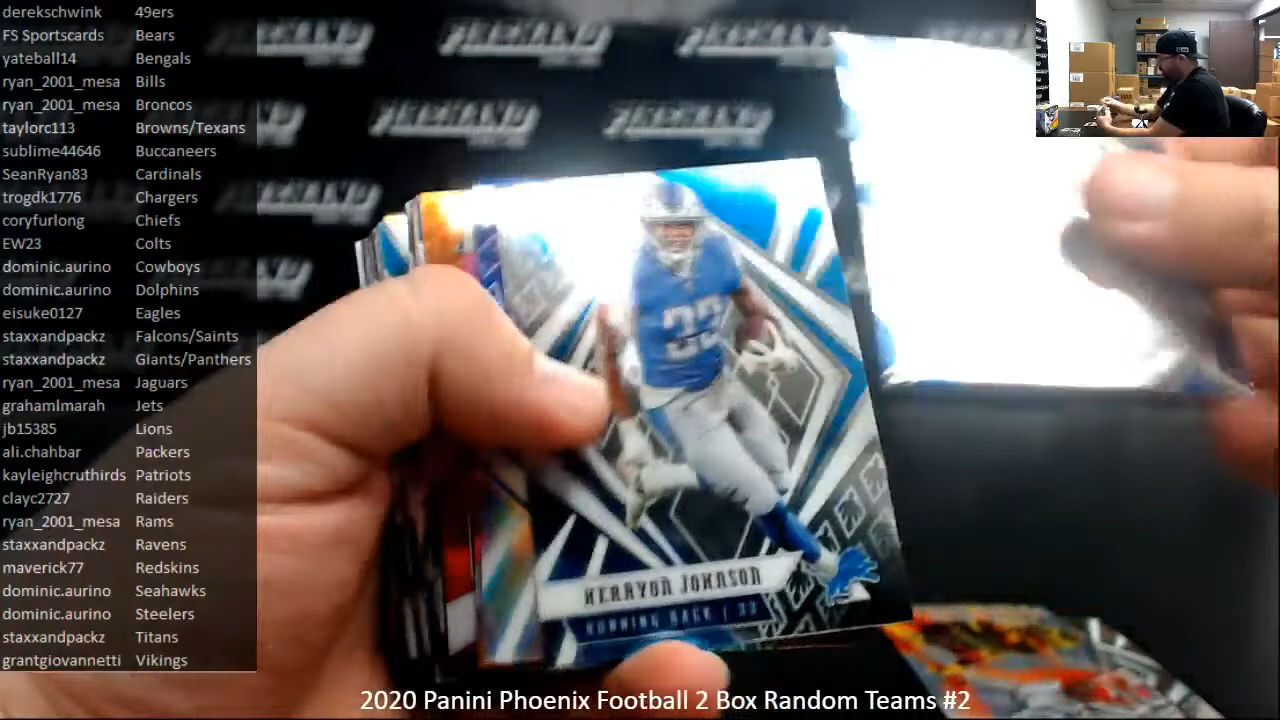 derekschwink 49ers
FS Sportscards Bears
yateball14 Bengals
ryan_2001_mesa Bills
ryan_2001_mesa Broncos
taylorc113 Browns/Texans
sublime44646 Buccaneers
SeanRyan83 Cardinals
trogdk1776 Chargers
coryfurlong Chiefs
EW23 Colts
dominic.aurino Cowboys
dominic.aurino Dolphins
eisuke0127 Eagles
staxxandpackz Falcons/Saints
staxxandpackz Giants/Panthers
ryan_2001_mesa Jaguars
grahamlmarah Jets
jb15385 Lions
ali.chahbar Packers
kayleighcruthirds Patriots
clayc2727 Raiders
ryan_2001_mesa Rams
staxxandpackz Ravens
maverick77 Redskins
dominic.aurino Seahawks
dominic.aurino Steelers
staxxandpackz Titans
grantgiovannetti Vikings
33
KERRYON JOHNSON
RUNNING BACK / 33
2020 Panini Phoenix Football 2 Box Random Teams #2